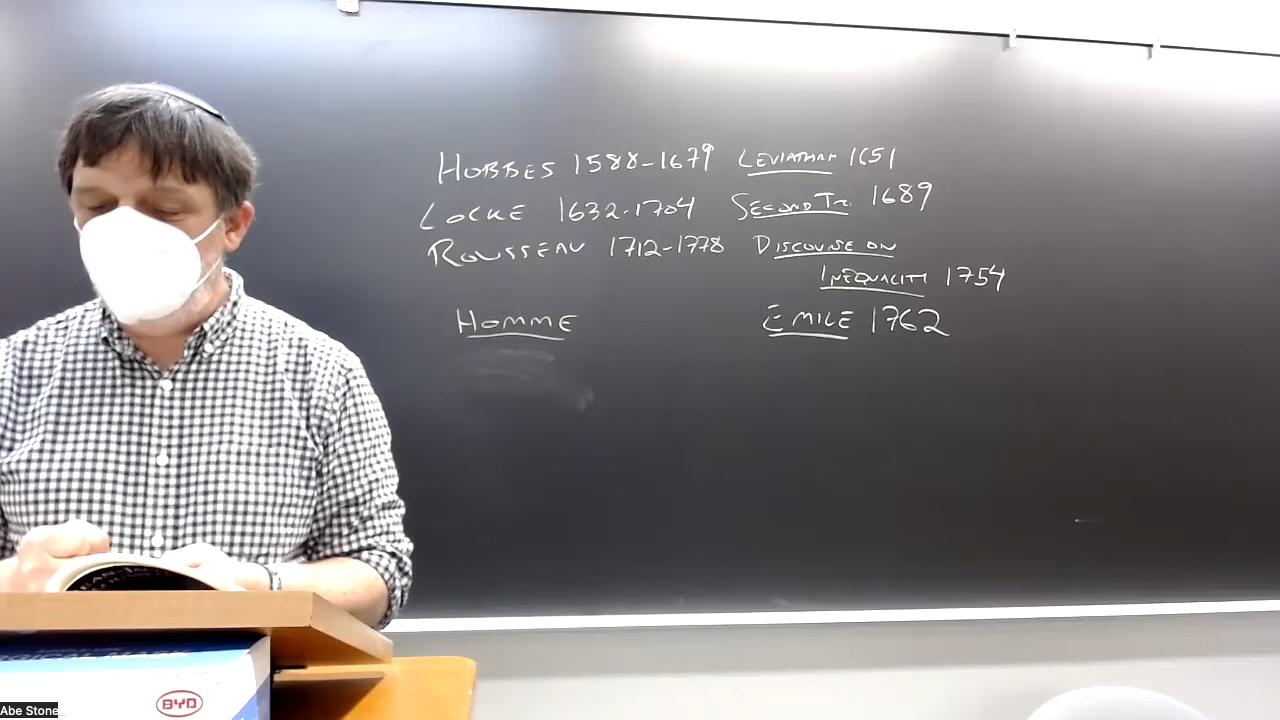 HOBBES 1588-1679 LEVIATHAN 1651
LOCKE 1632-1704 SECOND TR. 1689
ROUSSEAU 1712-1778 DISCOURSE ON
INEQUALITY 1754
HOMME EMILE 1762
BYD
Abe Stone